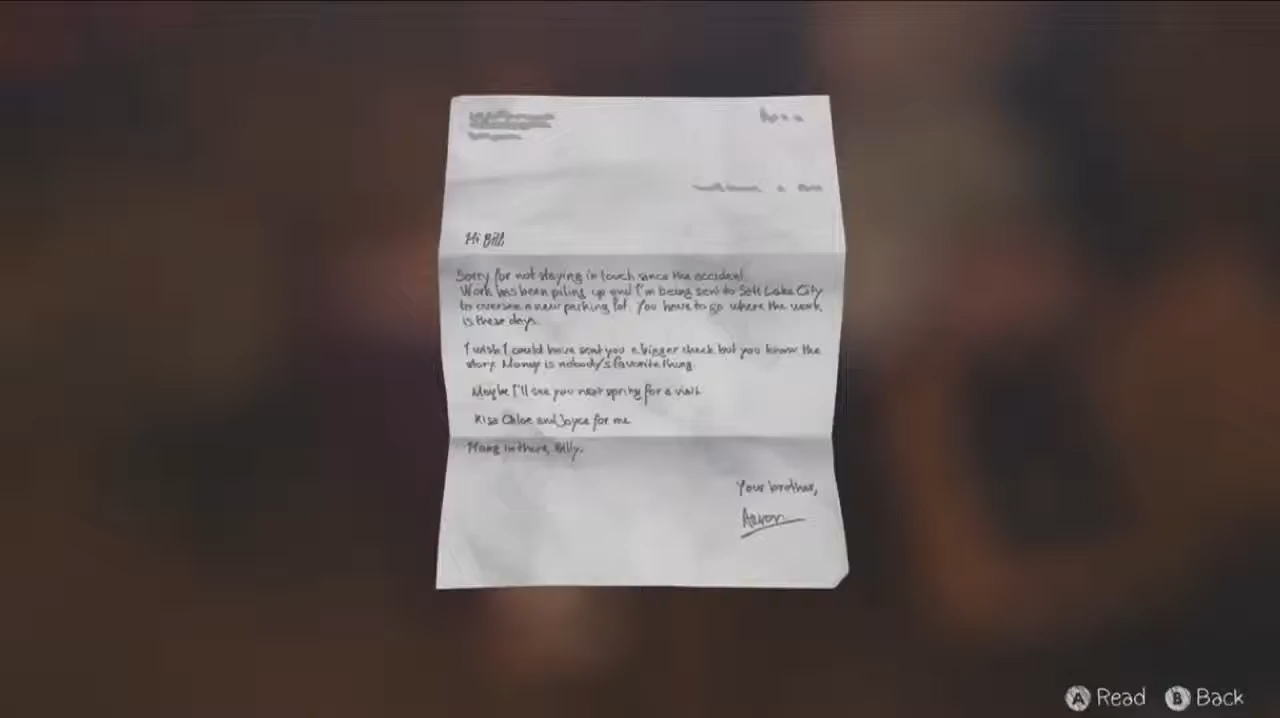 Hi Bill,
Sorry for not staying in touch since the accident.
Work has been piling up and I'm being sent to Salt Lake City
to oversee a new parking lot. You have to go where the work
is these days.
I wish I could have sent you a bigger check but you know the
story. Money is nobody's favorite thing.
Maybe I'll see you next spring for a visit.
Kiss Chloe and Joyce for me.
Hang in there, Billy.
Your brother,
Aaron
A Read B Back